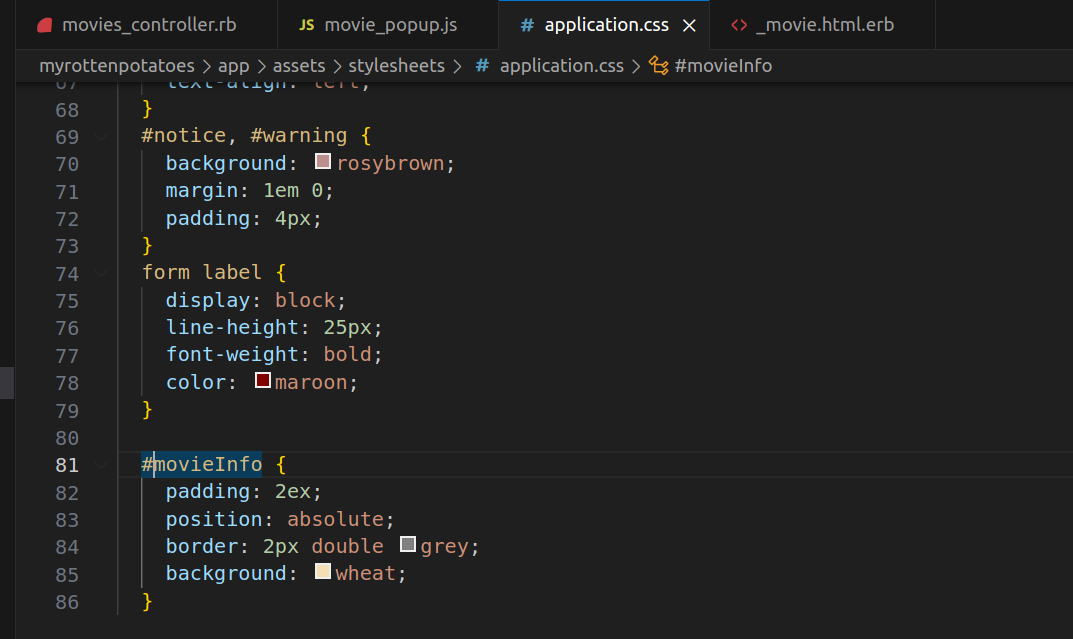 movies_controller.rb JS movie_popup.js # application.css _movie.html.erb
myrottenpotatoes > app > assets > stylesheets > # application.css > #movieInfo
67 text-align: left;
68 }
69 #notice, #warning {
70 background: rosybrown;
71 margin: 1em 0;
72 padding: 4px;
73 }
74 form label {
75 display: block;
76 line-height: 25px;
77 font-weight: bold;
78 color: maroon;
79 }
80
81 #movieInfo {
82 padding: 2ex;
83 position: absolute;
84 border: 2px double grey;
85 background: wheat;
86 }